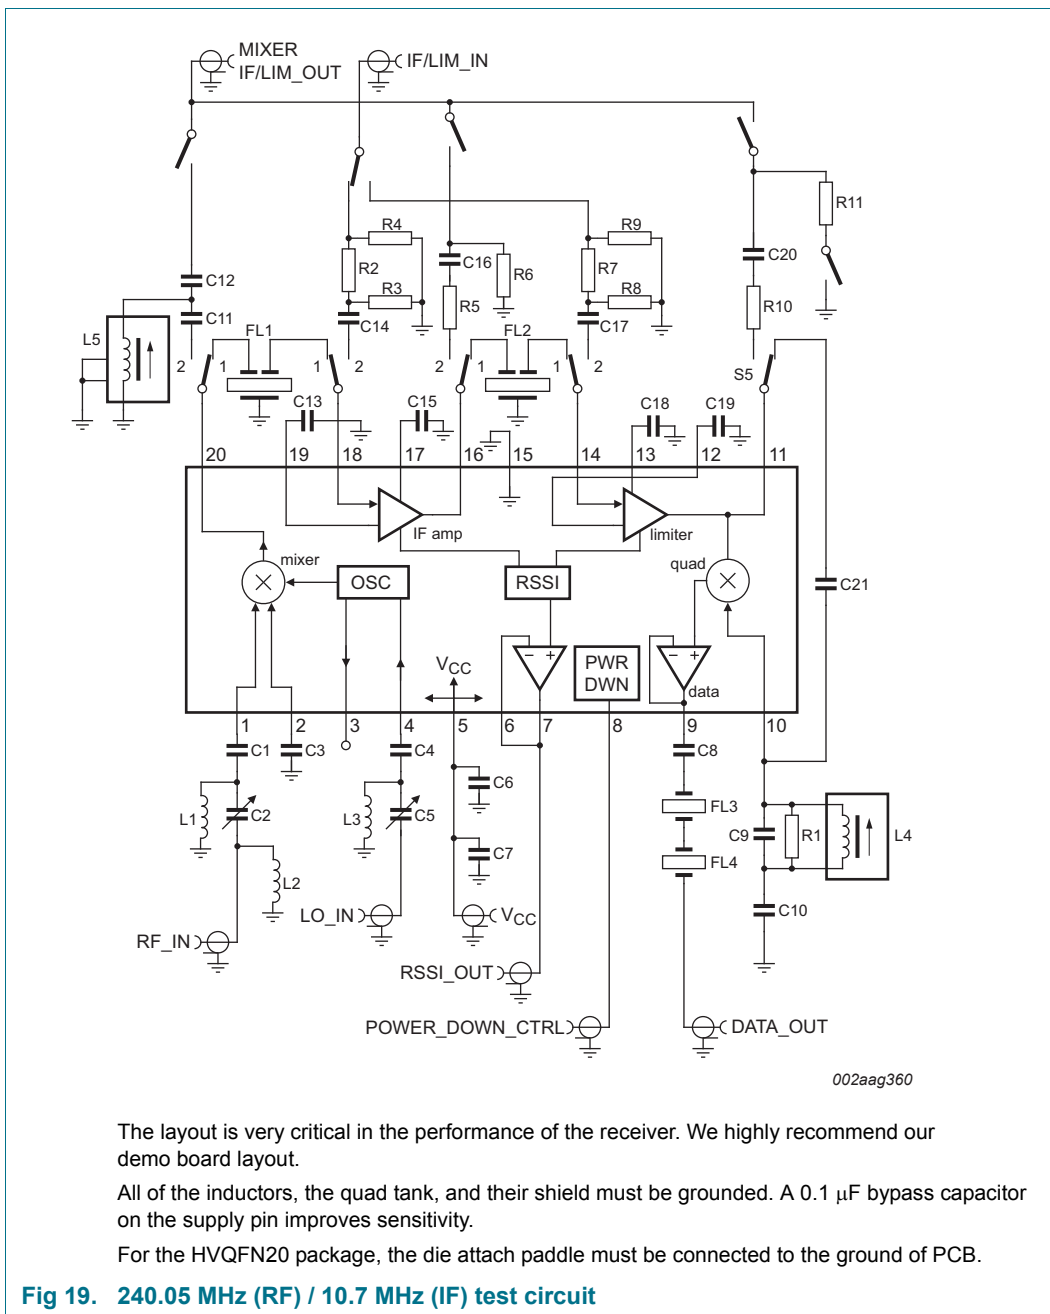 MIXER
IF/LIM_OUT
IF/LIM_IN
R11
R4
R9
C12
R2
C16
R6
R7
C20
R3
R8
C11
C14
R5
C17
R10
L5
FL1
FL2
2 1 1 2 2 1 1 2 S5
C13 C15 C18 C19
20 19 18 17 16 15 14 13 12 11
IF amp
limiter
mixer
quad
OSC
RSSI
C21
VCC
PWR
DWN
− +
− +
data
1 2 3 4 5 6 7 8 9 10
C1 C3 C4 C8
C6
L1 C2 L3 C5
FL3
C9 R1 L4
C7
FL4
L2
C10
LO_IN
VCC
RF_IN
RSSI_OUT
POWER_DOWN_CTRL
DATA_OUT
002aag360
The layout is very critical in the performance of the receiver. We highly recommend our
demo board layout.
All of the inductors, the quad tank, and their shield must be grounded. A 0.1 μF bypass capacitor
on the supply pin improves sensitivity.
For the HVQFN20 package, the die attach paddle must be connected to the ground of PCB.
Fig 19. 240.05 MHz (RF) / 10.7 MHz (IF) test circuit